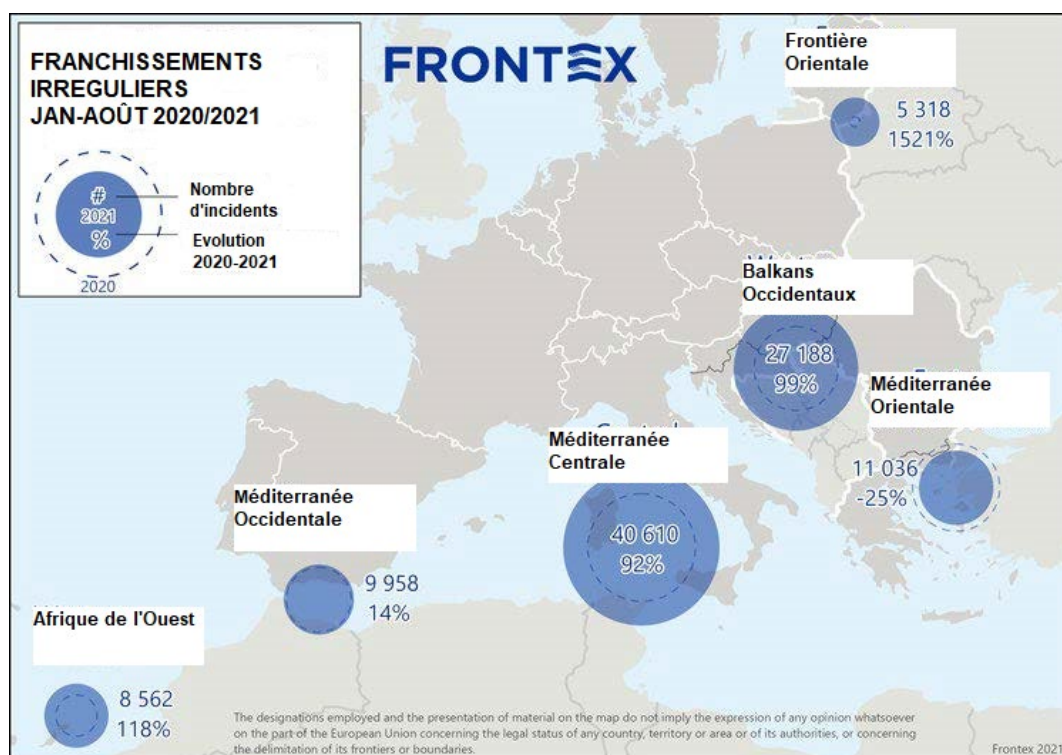 FRANCHISSEMENTS
IRREGULIERS
JAN-AOÛT 2020/2021
#
2021
%
2020
Nombre
d'incidents
Evolution
2020-2021
FRONTEX
Frontière
Orientale
5 318
1521%
Balkans
Occidentaux
27 188
99%
Méditerranée
Orientale
11 036
-25%
Méditerranée
Centrale
40 610
92%
Méditerranée
Occidentale
9 958
14%
Afrique de l'Ouest
8 562
118%
The designations employed and the presentation of material on the map do not imply the expression of any opinion whatsoever
on the part of the European Union concerning the legal status of any country, territory or area or of its authorities, or concerning
the delimitation of its frontiers or boundaries.
Frontex